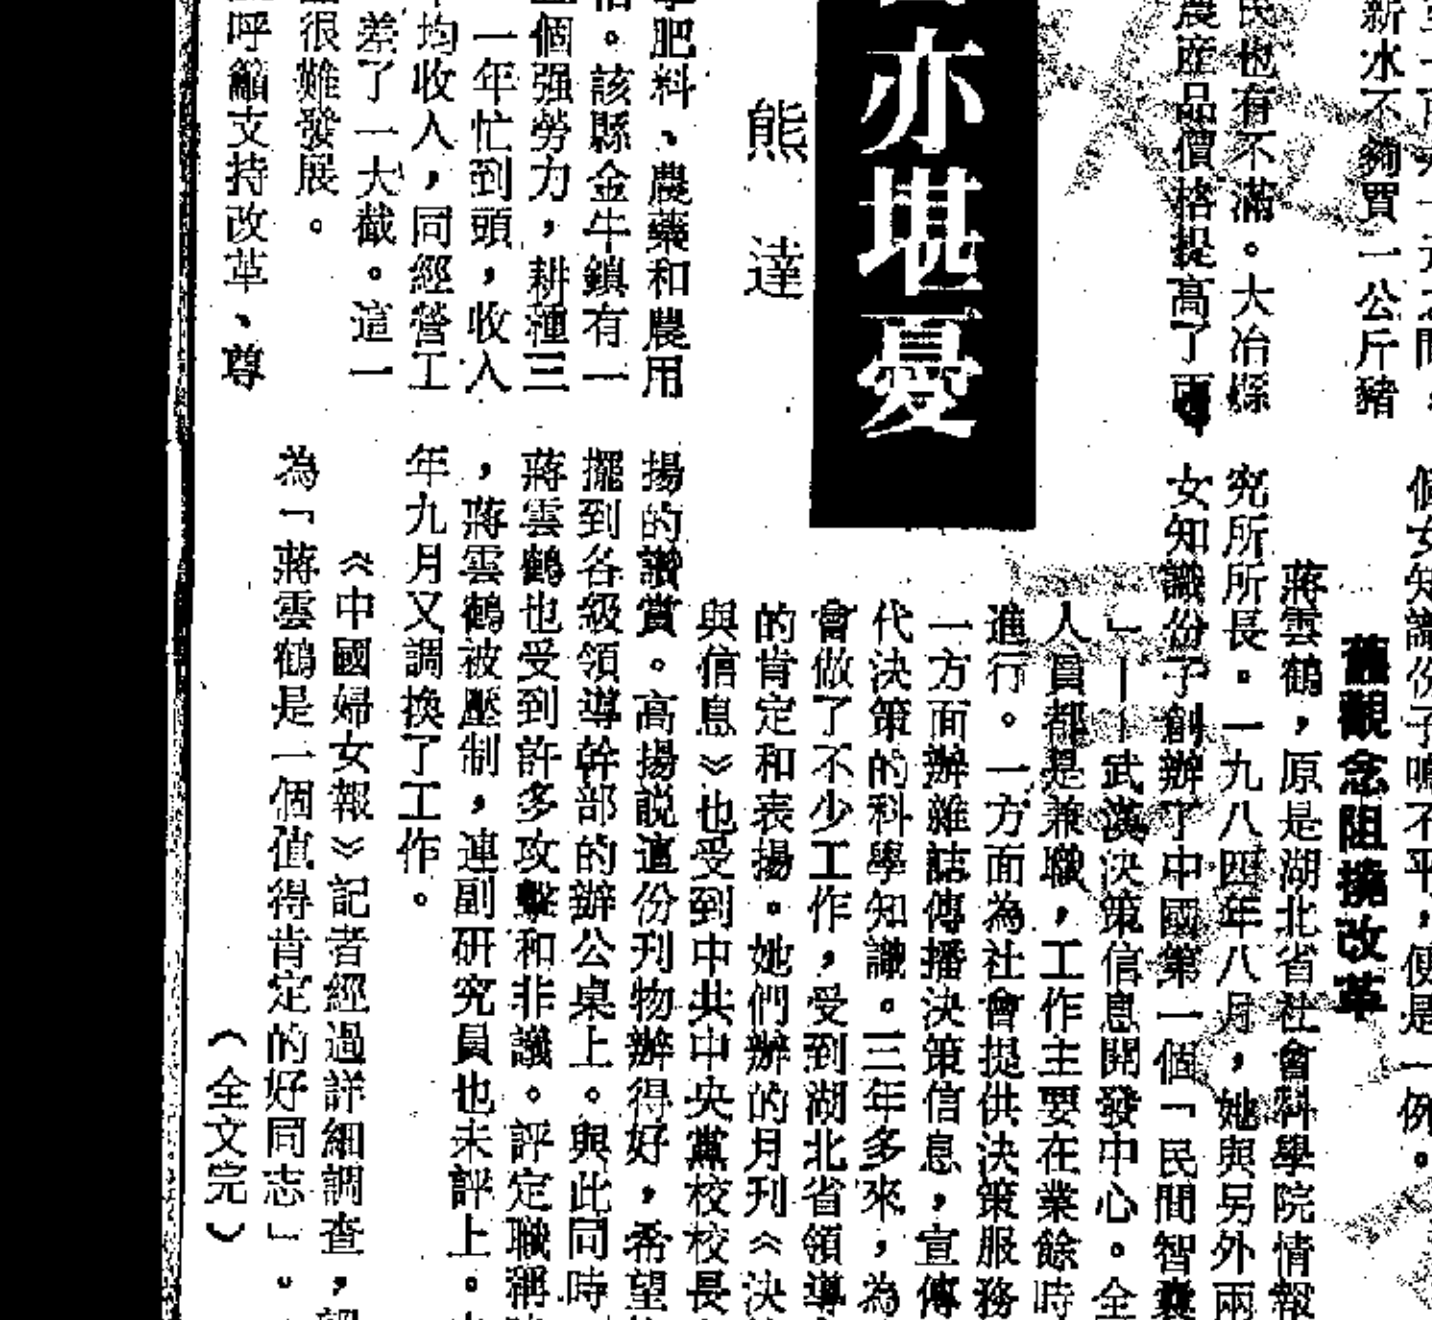 新水不夠買一公斤豬
民也有不滿。大冶縣
農産品價格提高了兩
亦堪憂
熊達
肥料、農藥和農用
。該縣金牛鎮有一
個强勞力，耕種三
一年忙到頭，收入
均收入，同經營工
差了一大截。這一
很難發展。
呼籲支持改革、尊
個女知識份子鳴不平，便是一例。
舊觀念阻撓改革
蔣雲鶴，原是湖北省社會科學院情報
究所所長。一九八四年八月，她與另外兩
女知識份子創辦了中國第一個「民間智囊
」——武漢決策信息開發中心。全
人員都是兼職，工作主要在業餘時
進行。一方面為社會提供決策服務
一方面辦雜誌傳播決策信息，宣傳
代決策的科學知識。三年多來，為
會做了不少工作，受到湖北省領導
的肯定和表揚。她們辦的月刊《決
與信息》也受到中共中央黨校校長
揚的讚賞。高揚説這份刊物辦得好，希望
擺到各級領導幹部的辦公桌上。與此同時
蔣雲鶴也受到許多攻擊和非議。評定職稱
，蔣雲鶴被壓制，連副研究員也未評上。
年九月又調換了工作。
《中國婦女報》記者經過詳細調查，
為「蔣雲鶴是一個值得肯定的好同志」。
（全文完）